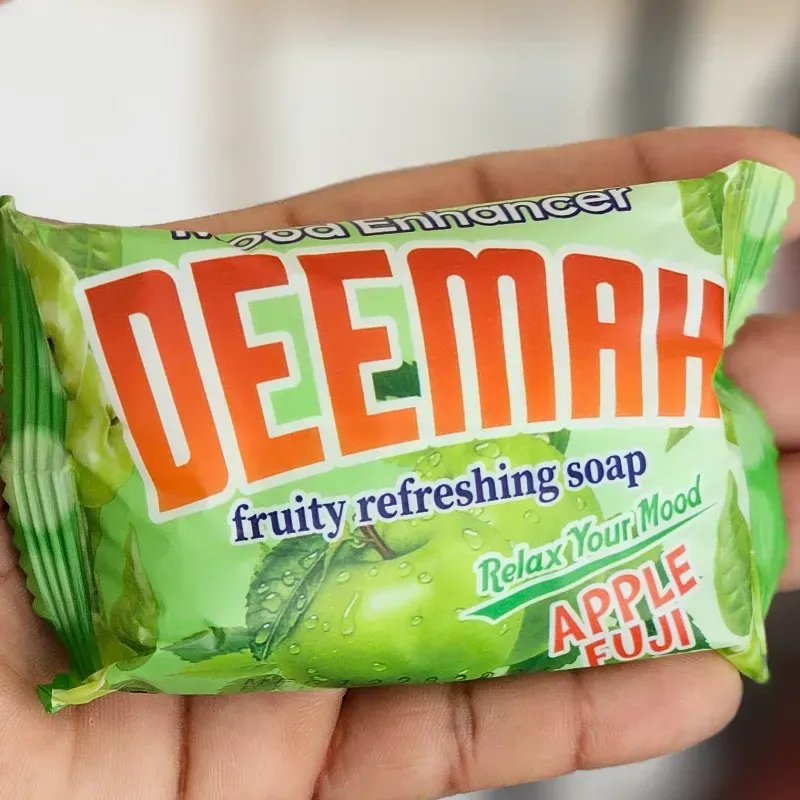 Mood Enhancer
DEEMAH
fruity refreshing soap
Relax Your Mood
APPLE
FUJI